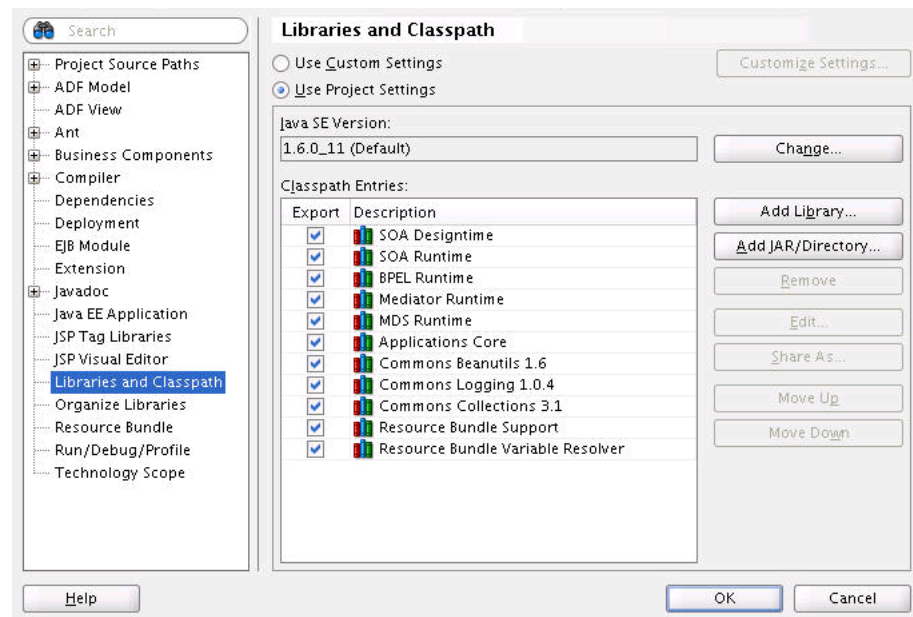 Search
Project Source Paths
ADF Model
ADF View
Ant
Business Components
Compiler
Dependencies
Deployment
EJB Module
Extension
Javadoc
Java EE Application
JSP Tag Libraries
JSP Visual Editor
Libraries and Classpath
Organize Libraries
Resource Bundle
Run/Debug/Profile
Technology Scope
Libraries and Classpath
Use Custom Settings
Customize Settings...
Use Project Settings
Java SE Version:
1.6.0_11 (Default)
Change...
Classpath Entries:
Export Description
SOA Designtime
SOA Runtime
BPEL Runtime
Mediator Runtime
MDS Runtime
Applications Core
Commons Beanutils 1.6
Commons Logging 1.0.4
Commons Collections 3.1
Resource Bundle Support
Resource Bundle Variable Resolver
Add Library...
Add JAR/Directory...
Remove
Edit...
Share As...
Move Up
Move Down
Help
OK
Cancel